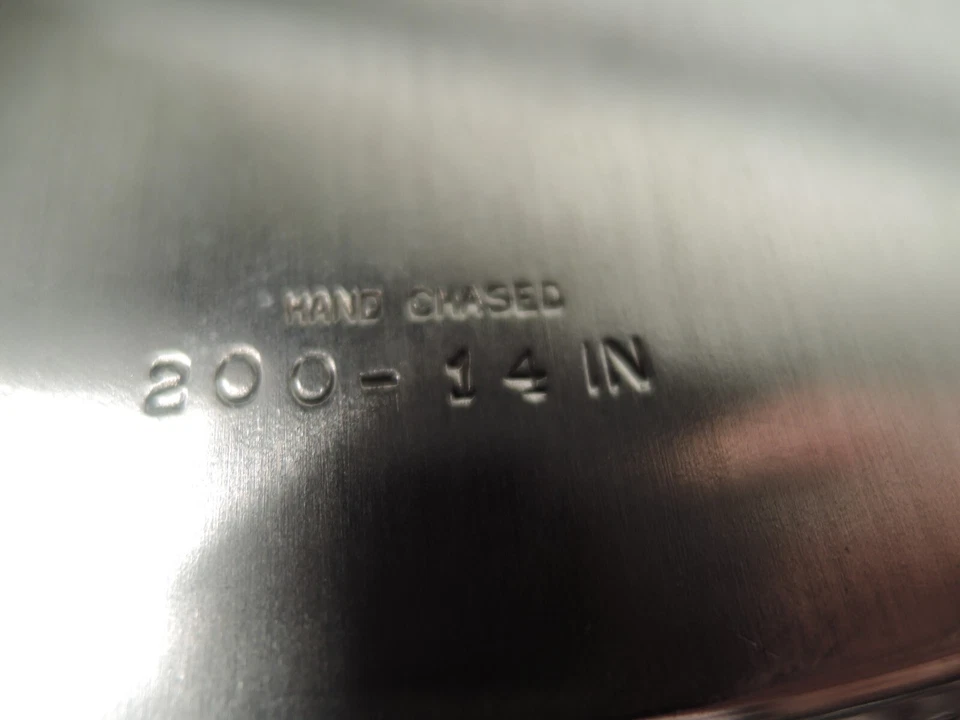 HAND CHASED
200-14 IN